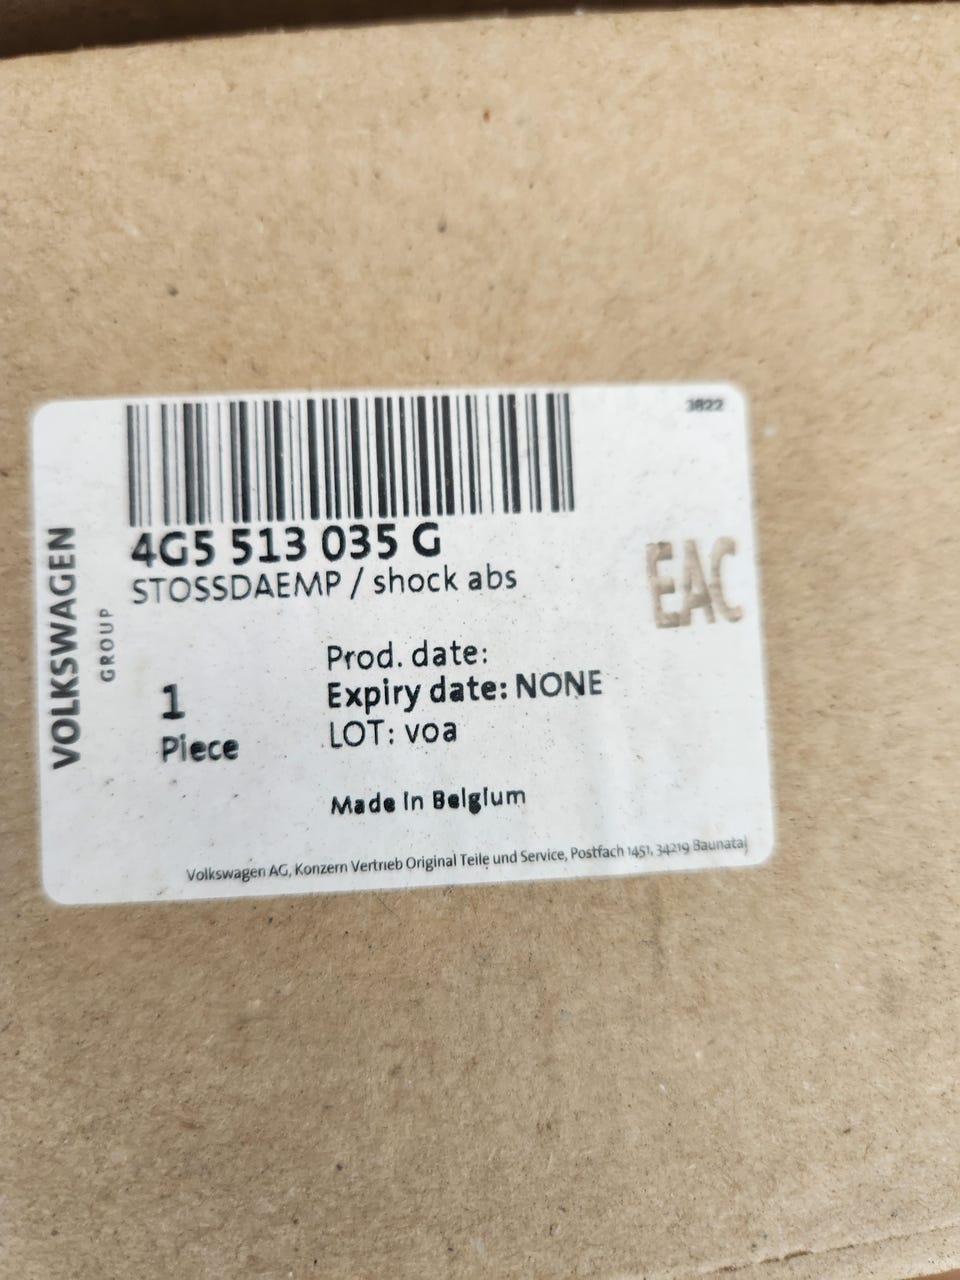 3822
4G5 513 035 G
STOSSDAEMP / shock abs
EAC
VOLKSWAGEN
GROUP
Prod. date:
1
Expiry date: NONE
Piece
LOT: voa
Made in Belgium
Volkswagen AG, Konzern Vertrieb Original Teile und Service, Postfach 1451, 34219 Baunatal